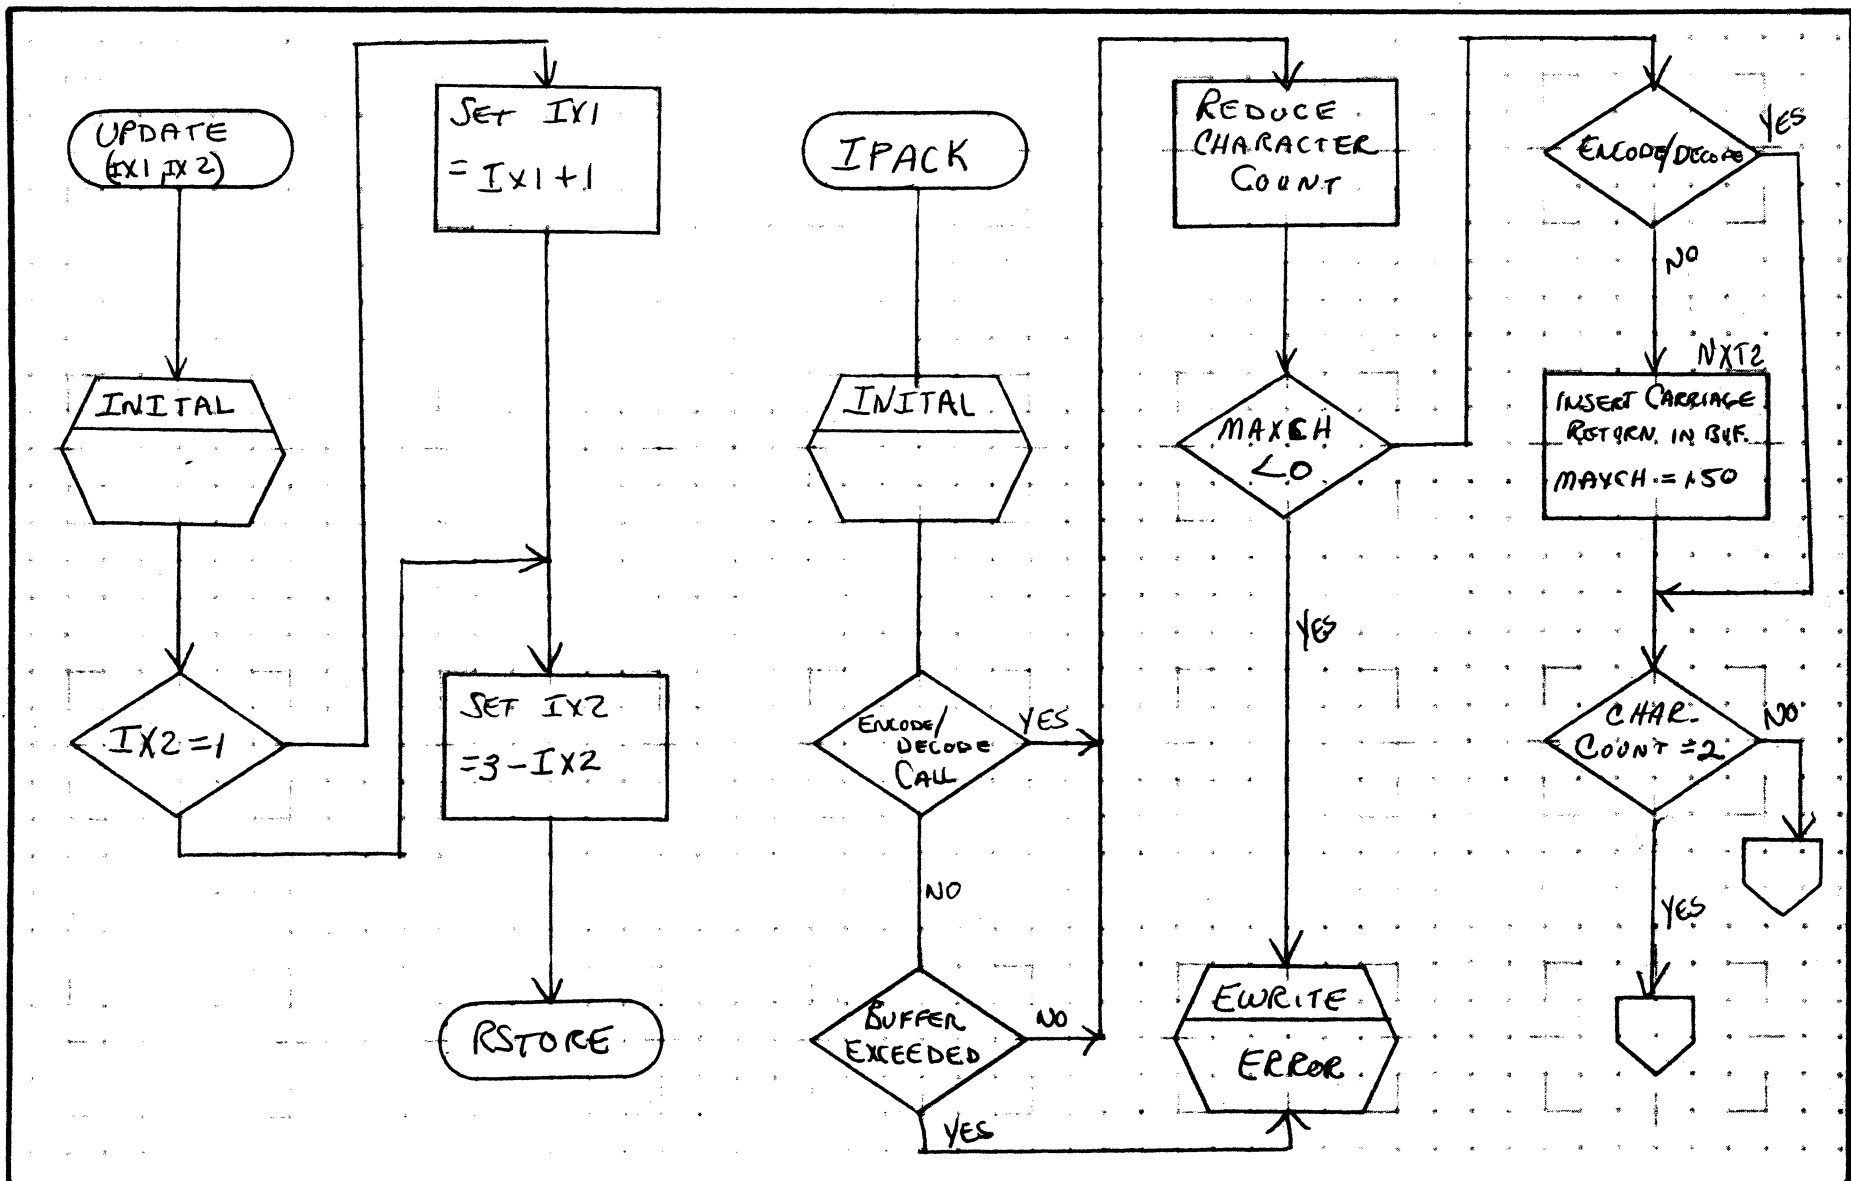 UPDATE
(IX1,IX2)
INITAL
IX2=1
SET IX1
=IX1+1
SET IX2
=3-IX2
RSTORE
IPACK
INITAL
ENCODE/
DECODE
CALL
YES
NO
BUFFER
EXCEEDED
NO
YES
REDUCE
CHARACTER
COUNT
MAXCH
<0
YES
EWRITE
ERROR
ENCODE/DECODE
YES
NO
NXT2
INSERT CARRIAGE
RETURN IN BUF.
MAXCH = 150
CHAR.
COUNT =2
NO
YES